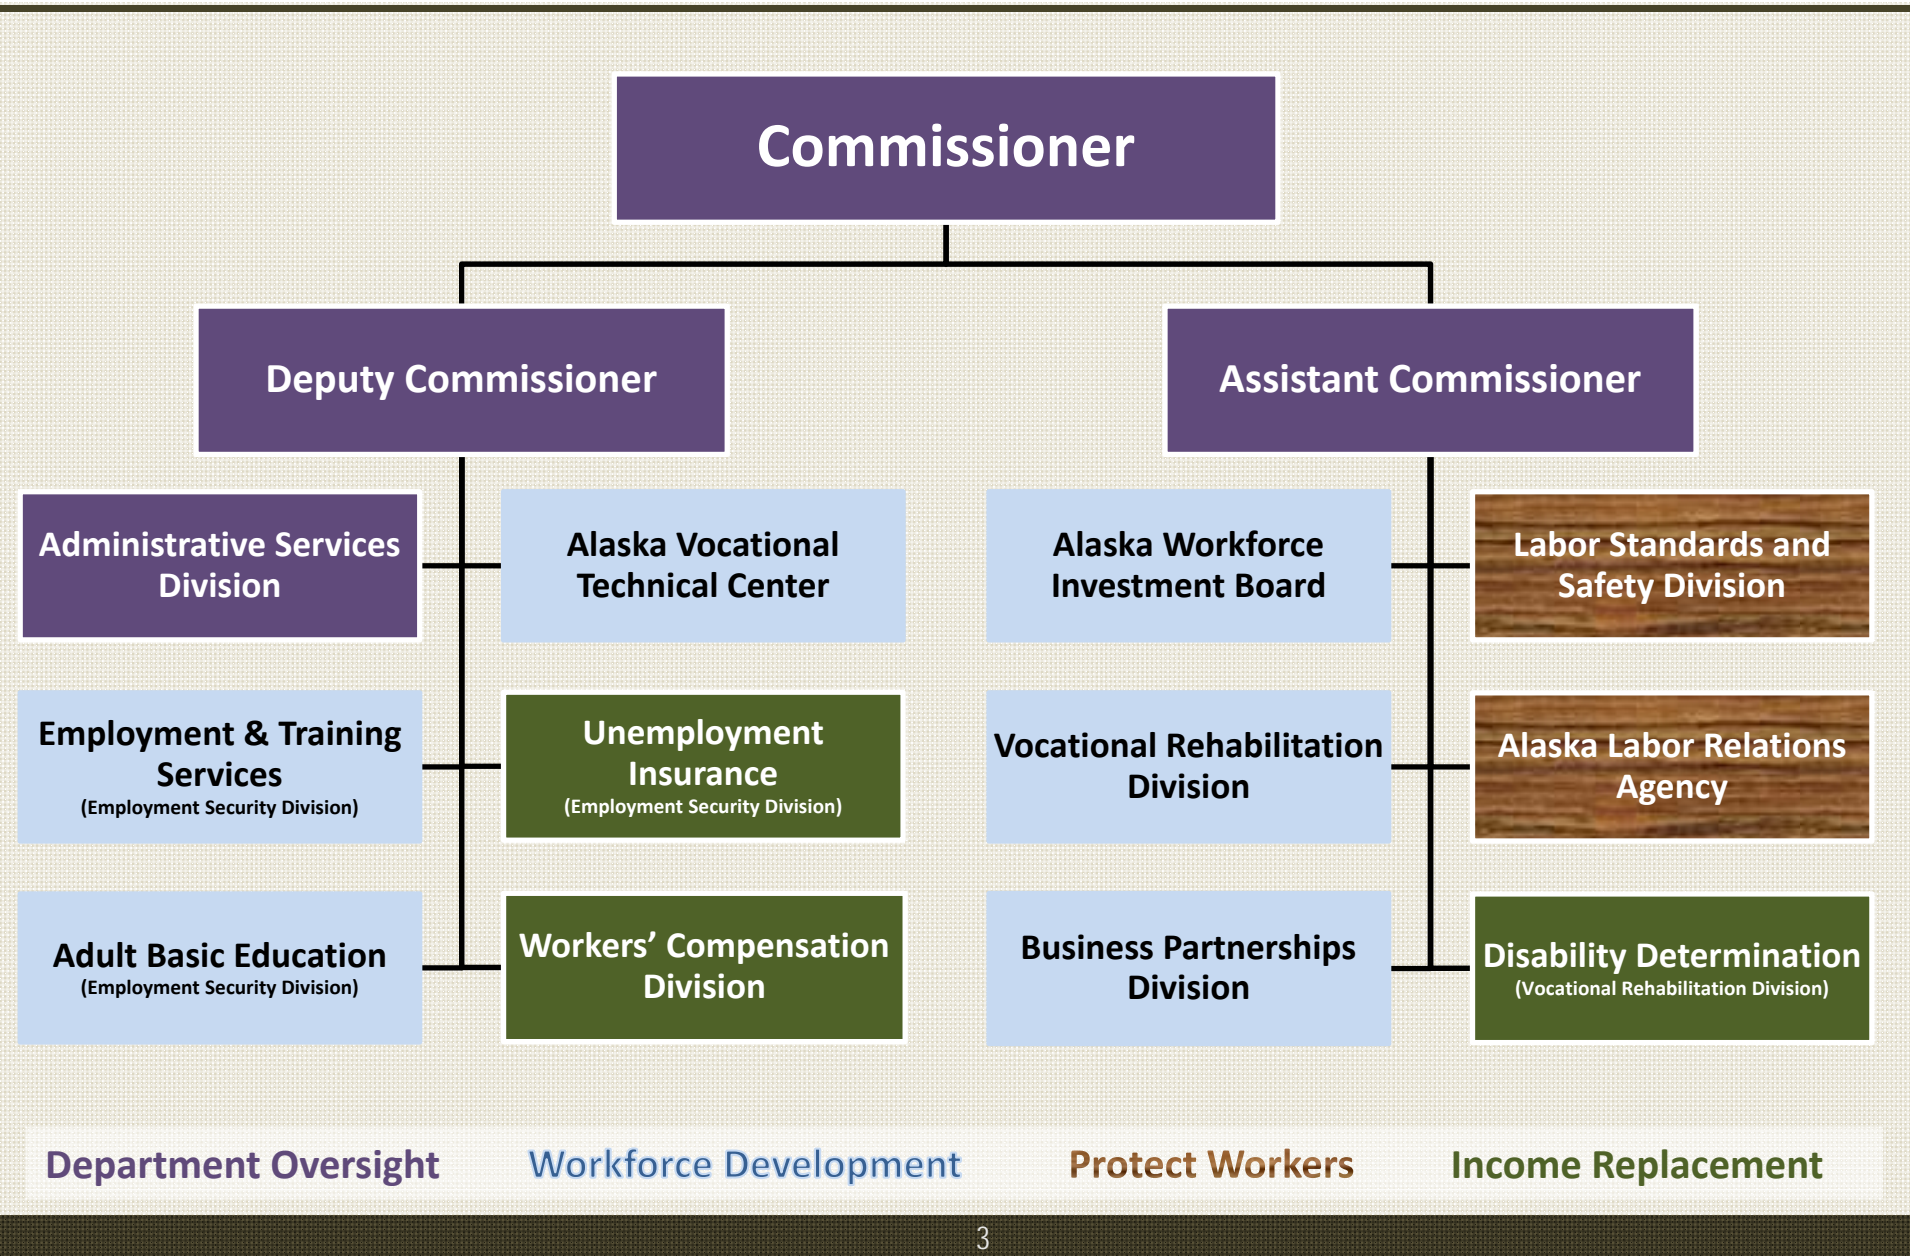 Commissioner
Deputy Commissioner
Assistant Commissioner
Administrative Services
Division
Alaska Vocational
Technical Center
Alaska Workforce
Investment Board
Labor Standards and
Safety Division
Employment & Training
Services
(Employment Security Division)
Unemployment
Insurance
(Employment Security Division)
Vocational Rehabilitation
Division
Alaska Labor Relations
Agency
Adult Basic Education
(Employment Security Division)
Workers’ Compensation
Division
Business Partnerships
Division
Disability Determination
(Vocational Rehabilitation Division)
Department Oversight
Workforce Development
Protect Workers
Income Replacement
3